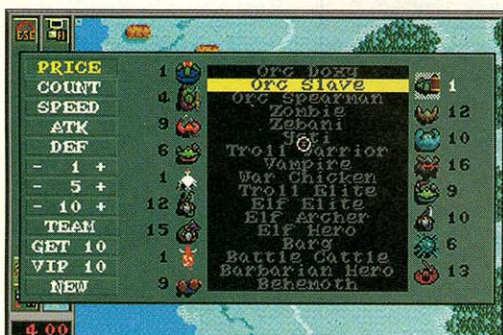 ESC
PRICE
COUNT
SPEED
ATK
DEF
- 1 +
- 5 +
- 10 +
TEAM
GET 10
VIP 10
NEW
4.00
1
4
9
6
1
12
15
1
9
Orc Doxy
Orc Slave
Orc Spearman
Zombie
Zebani
Troll Warrior
Vampire
War Chicken
Troll Elite
Elf Elite
Elf Archer
Elf Hero
Barg
Battle Cattle
Barbarian Hero
Behemoth
1
12
10
16
9
10
6
13